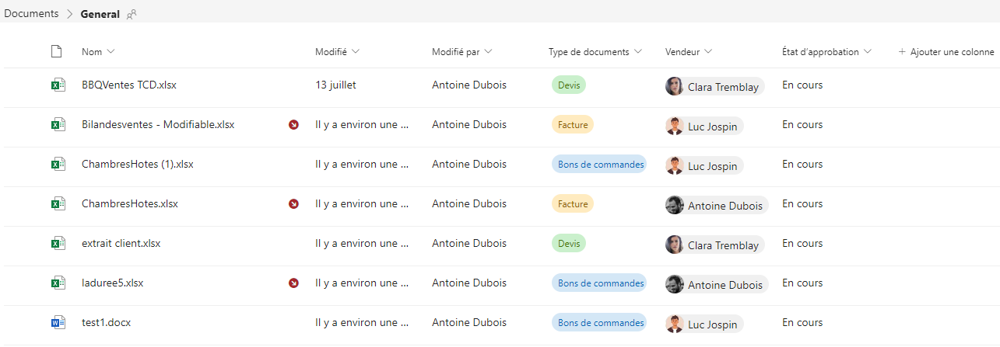 Documents > General
Nom Modifié Modifié par Type de documents Vendeur État d’approbation + Ajouter une colonne
BBQVentes TCD.xlsx 13 juillet Antoine Dubois Devis Clara Tremblay En cours
Bilandesventes - Modifiable.xlsx Il y a environ une ... Antoine Dubois Facture Luc Jospin En cours
ChambresHotes (1).xlsx Il y a environ une ... Antoine Dubois Bons de commandes Luc Jospin En cours
ChambresHotes.xlsx Il y a environ une ... Antoine Dubois Facture Antoine Dubois En cours
extrait client.xlsx Il y a environ une ... Antoine Dubois Devis Clara Tremblay En cours
laduree5.xlsx Il y a environ une ... Antoine Dubois Bons de commandes Antoine Dubois En cours
test1.docx Il y a environ une ... Antoine Dubois Bons de commandes Luc Jospin En cours